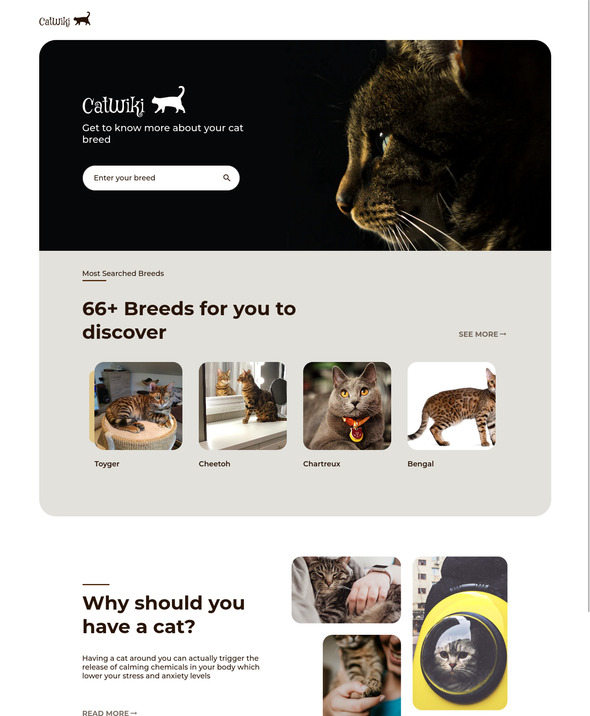 CatWiki
CatWiki
Get to know more about your cat
breed
Enter your breed
Most Searched Breeds
66+ Breeds for you to
discover
SEE MORE→
Toyger
Cheetoh
Chartreux
Bengal
Why should you
have a cat?
Having a cat around you can actually trigger the
release of calming chemicals in your body which
lower your stress and anxiety levels
READ MORE→